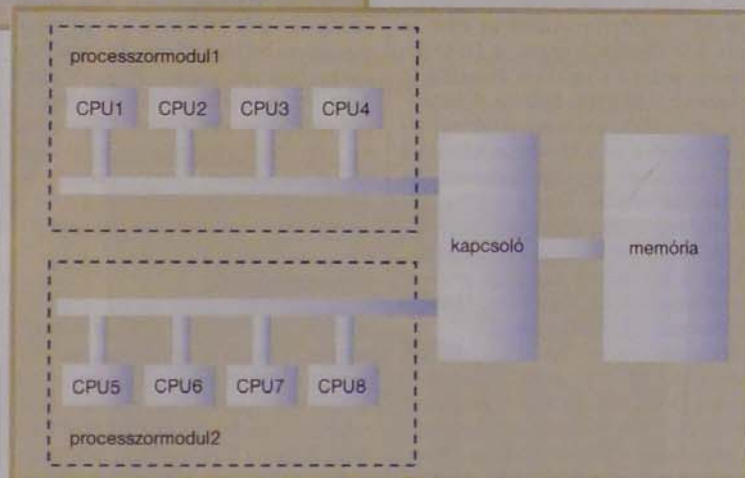 processzormodul1
CPU1 CPU2 CPU3 CPU4
kapcsoló memória
CPU5 CPU6 CPU7 CPU8
processzormodul2